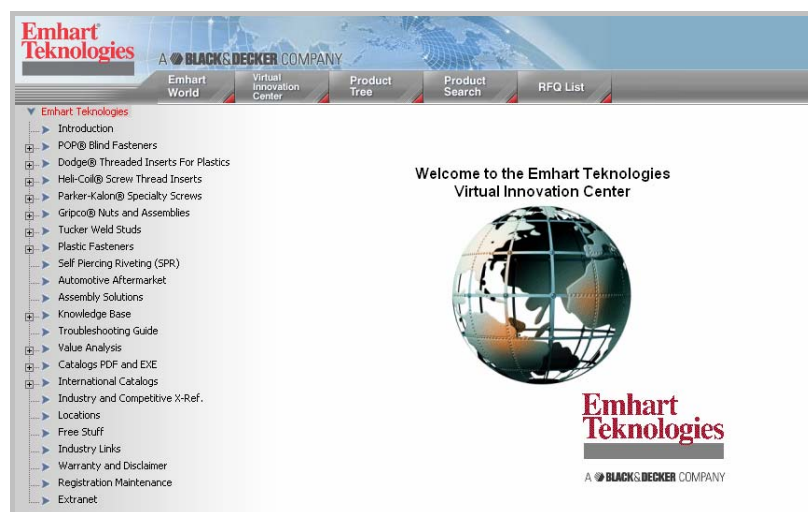 Emhart
Teknologies
A BLACK&DECKER COMPANY
Emhart
World
Virtual
Innovation
Center
Product
Tree
Product
Search
RFQ List
Emhart Teknologies
Introduction
POP® Blind Fasteners
Dodge® Threaded Inserts For Plastics
Heli-Coil® Screw Thread Inserts
Parker-Kalon® Specialty Screws
Gripco® Nuts and Assemblies
Tucker Weld Studs
Plastic Fasteners
Self Piercing Riveting (SPR)
Automotive Aftermarket
Assembly Solutions
Knowledge Base
Troubleshooting Guide
Value Analysis
Catalogs PDF and EXE
International Catalogs
Industry and Competitive X-Ref.
Locations
Free Stuff
Industry Links
Warranty and Disclaimer
Registration Maintenance
Extranet
Welcome to the Emhart Teknologies
Virtual Innovation Center
Emhart
Teknologies
A BLACK&DECKER COMPANY